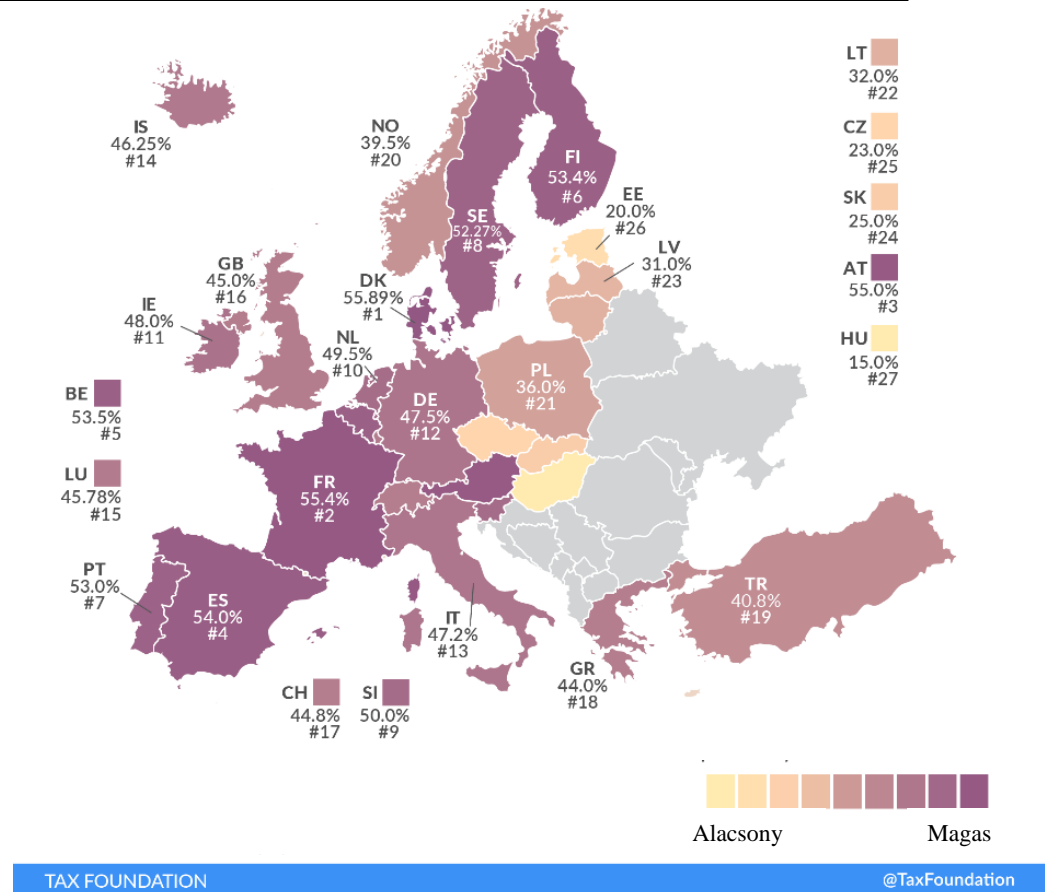 IS
46.25%
#14
NO
39.5%
#20
FI
53.4%
#6
SE
52.27%
#8
EE
20.0%
#26
LV
31.0%
#23
LT
32.0%
#22
CZ
23.0%
#25
SK
25.0%
#24
AT
55.0%
#3
HU
15.0%
#27
GB
45.0%
#16
IE
48.0%
#11
DK
55.89%
#1
NL
49.5%
#10
DE
47.5%
#12
PL
36.0%
#21
BE
53.5%
#5
LU
45.78%
#15
FR
55.4%
#2
PT
53.0%
#7
ES
54.0%
#4
IT
47.2%
#13
TR
40.8%
#19
GR
44.0%
#18
CH
44.8%
#17
SI
50.0%
#9
Alacsony Magas
TAX FOUNDATION @TaxFoundation